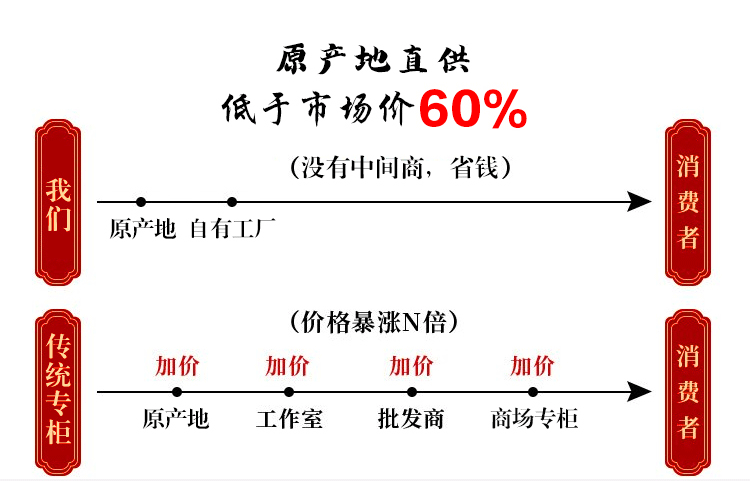 原产地直供
低于市场价60%
（没有中间商，省钱）
我们
消费者
原产地 自有工厂
（价格暴涨N倍）
传统专柜
消费者
加价 加价 加价 加价
原产地 工作室 批发商 商场专柜